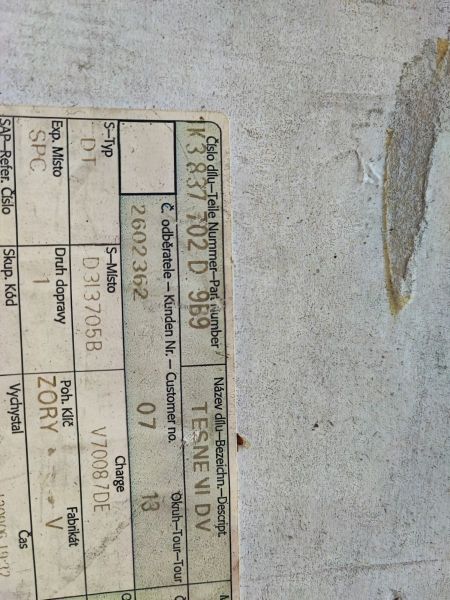 Číslo dílu–Teile Nummer–Part Number Název dílu–Bezeichn.–Descript.
K3 837 702 D 9B9 TESNE VI DV
Č. odběratele – Kunden Nr. – Customer no. Okruh–Tour–Tour
2602362 07 13
S–Typ S–Místo Charge
DT D3I3705B V70087DE
Exp. Místo Druh dopravy Poh. Klíč Fabrikát
SPC 1 ZORY V
SAP–Refer. Číslo Skup. Kód Vychystal Čas